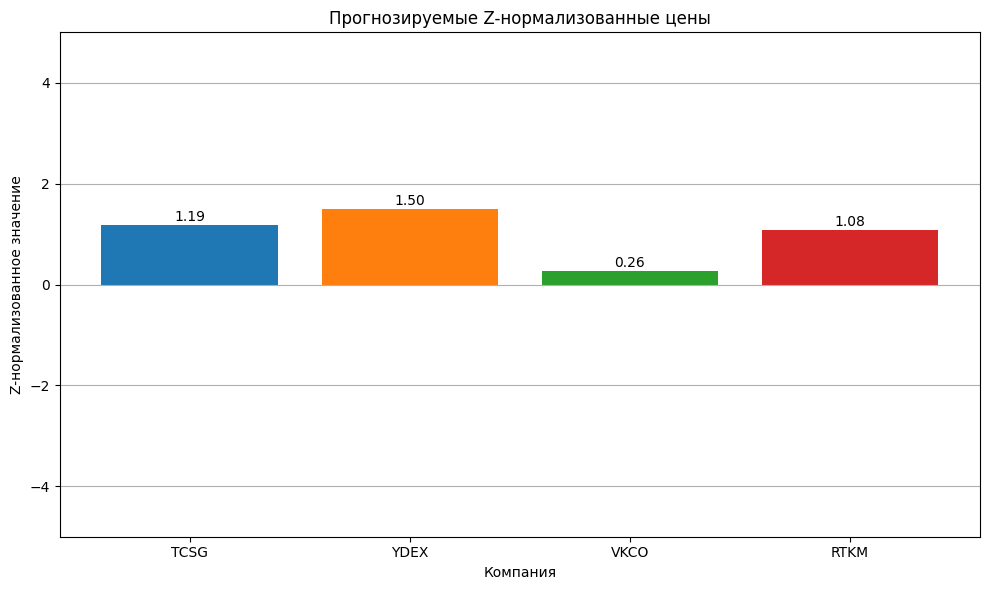 Прогнозируемые Z-нормализованные цены
Z-нормализованное значение
4
2
0
−2
−4
1.19
1.50
0.26
1.08
TCSG
YDEX
VKCO
RTKM
Компания